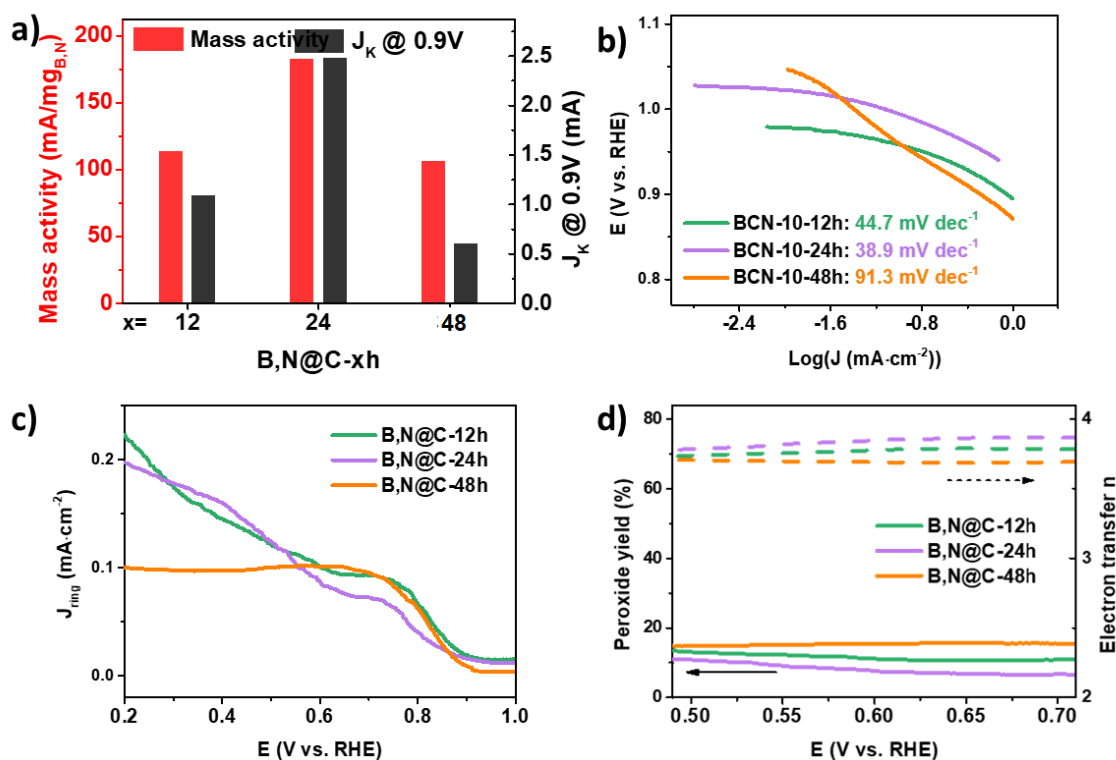 a)
Mass activity
J_K @ 0.9V
200
150
100
50
0
Mass activity (mA/mg_B,N)
2.5
2.0
1.5
1.0
0.5
0.0
J_K @ 0.9V (mA)
x= 12 24 48
B,N@C-xh
b)
1.1
1.0
0.9
0.8
E (V vs. RHE)
BCN-10-12h: 44.7 mV dec⁻¹
BCN-10-24h: 38.9 mV dec⁻¹
BCN-10-48h: 91.3 mV dec⁻¹
-2.4 -1.6 -0.8 0.0
Log(J (mA·cm⁻²))
c)
B,N@C-12h
B,N@C-24h
B,N@C-48h
0.2
0.1
0.0
J_ring (mA·cm⁻²)
0.2 0.4 0.6 0.8 1.0
E (V vs. RHE)
d)
80
70
60
50
40
30
20
10
0
Peroxide yield (%)
B,N@C-12h
B,N@C-24h
B,N@C-48h
4
3
2
Electron transfer n
0.50 0.55 0.60 0.65 0.70
E (V vs. RHE)